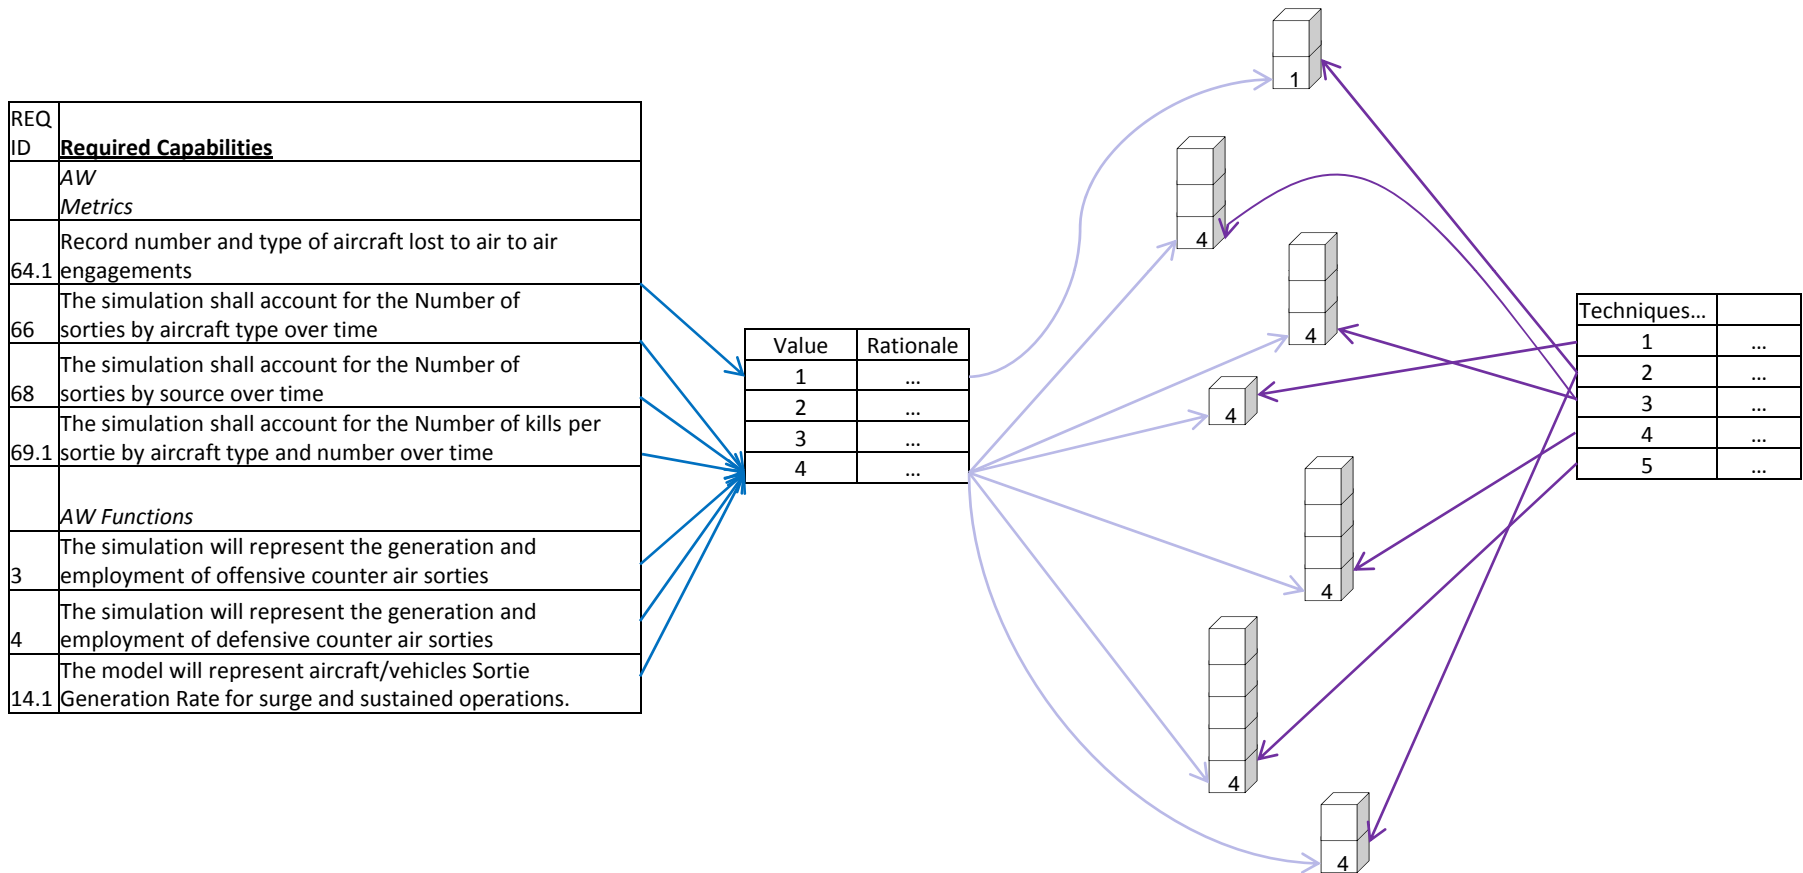 REQ
ID
Required Capabilities
AW
Metrics
64.1
Record number and type of aircraft lost to air to air
engagements
66
The simulation shall account for the Number of
sorties by aircraft type over time
68
The simulation shall account for the Number of
sorties by source over time
69.1
The simulation shall account for the Number of kills per
sortie by aircraft type and number over time
AW Functions
3
The simulation will represent the generation and
employment of offensive counter air sorties
4
The simulation will represent the generation and
employment of defensive counter air sorties
14.1
The model will represent aircraft/vehicles Sortie
Generation Rate for surge and sustained operations.
Value Rationale
1 ...
2 ...
3 ...
4 ...
1
4
4
4
4
4
4
Techniques...
1 ...
2 ...
3 ...
4 ...
5 ...